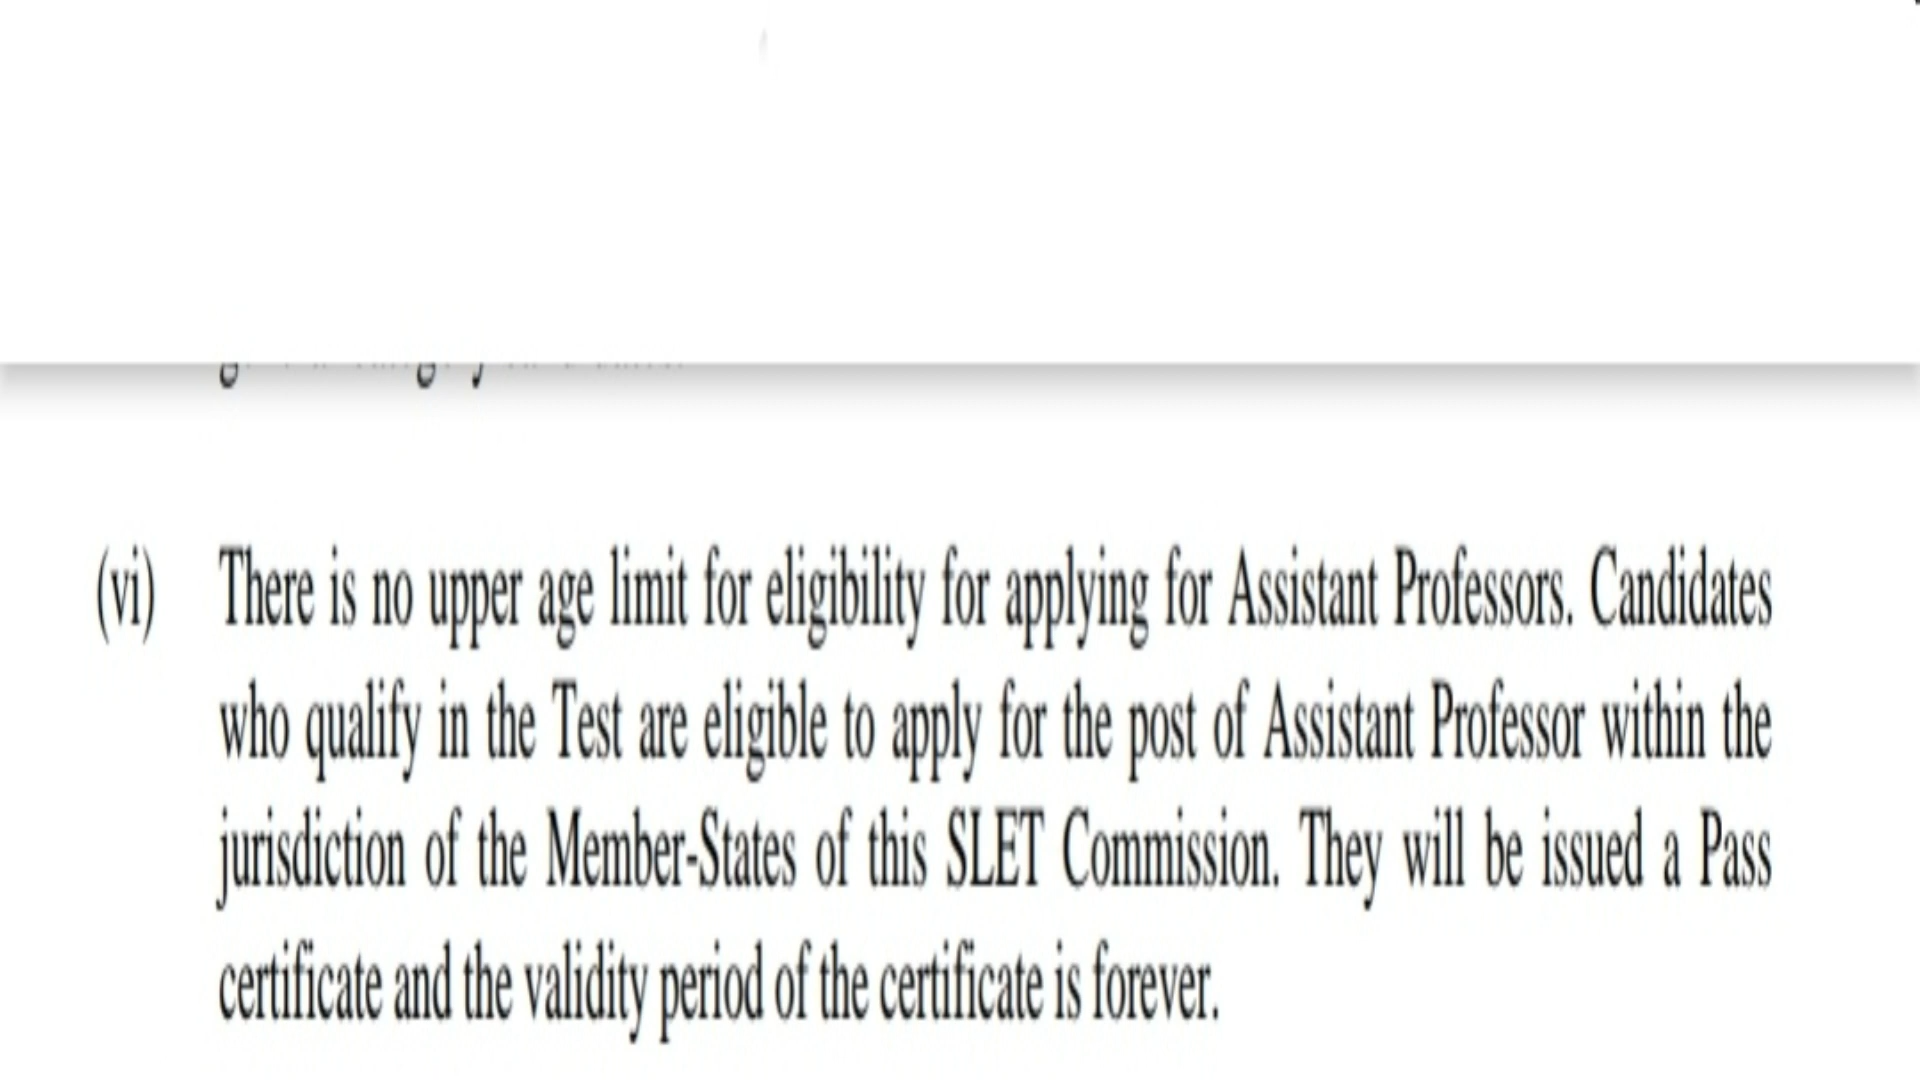 (vi) There is no upper age limit for eligibility for applying for Assistant Professors. Candidates
who qualify in the Test are eligible to apply for the post of Assistant Professor within the
jurisdiction of the Member-States of this SLET Commission. They will be issued a Pass
certificate and the validity period of the certificate is forever.